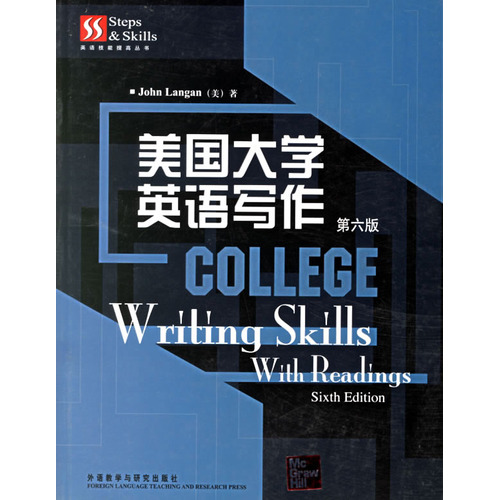 SS Steps
& Skills
英语技能提高丛书
John Langan (美) 著
美国大学
英语写作
第六版
COLLEGE
Writing Skills
With Readings
Sixth Edition
Mc
Graw
Hill
外语教学与研究出版社
FOREIGN LANGUAGE TEACHING AND RESEARCH PRESS